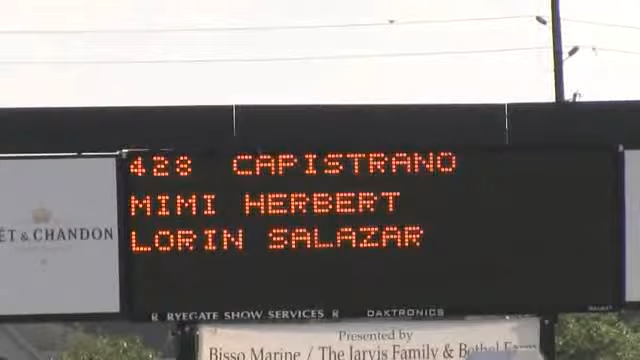 428 CAPISTRANO
MIMI HERBERT
LORIN SALAZAR
ËT & CHANDON
R RYEGATE SHOW SERVICES R DAKTRONICS
Presented by
Bisso Marine / The Jarvis Family & Bethel Farm